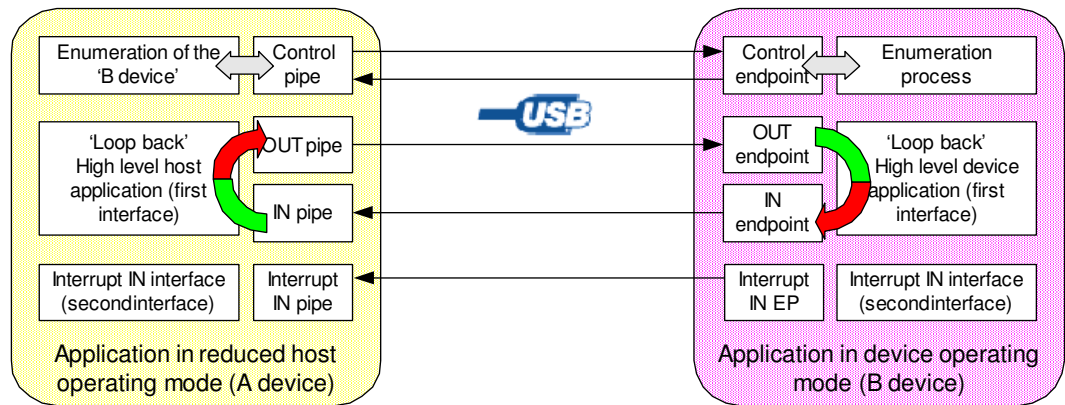 Enumeration of the
‘B device’
Control
pipe
Control
endpoint
Enumeration
process
USB
‘Loop back’
High level host
application (first
interface)
OUT pipe
IN pipe
OUT
endpoint
IN
endpoint
‘Loop back’
High level device
application (first
interface)
Interrupt IN interface
(secondinterface)
Interrupt
IN pipe
Interrupt
IN EP
Interrupt IN interface
(secondinterface)
Application in reduced host
operating mode (A device)
Application in device operating
mode (B device)